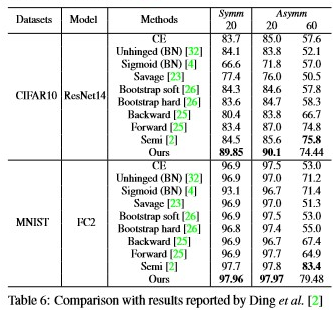 Datasets Model Methods Symm Asymm
20 20 60
CE 83.7 85.0 57.6
Unhinged (BN) [32] 84.1 83.8 52.1
Sigmoid (BN) [4] 66.6 71.8 57.0
Savage [23] 77.4 76.0 50.5
Bootstrap soft [26] 84.3 84.6 57.8
CIFAR10 ResNet14 Bootstrap hard [26] 83.6 84.7 58.3
Backward [25] 80.4 83.8 66.7
Forward [25] 83.4 87.0 74.8
Semi [2] 84.5 85.6 75.8
Ours 89.85 90.1 74.44
CE 96.9 97.5 53.0
Unhinged (BN) [32] 96.9 97.0 71.2
Sigmoid (BN) [4] 93.1 96.7 71.4
Savage [23] 96.9 97.0 51.3
Bootstrap soft [26] 96.9 97.5 53.0
MNIST FC2 Bootstrap hard [26] 96.8 97.4 55.0
Backward [25] 96.9 96.7 67.4
Forward [25] 96.9 97.7 64.9
Semi [2] 97.7 97.8 83.4
Ours 97.96 97.97 79.48
Table 6: Comparison with results reported by Ding et al. [2]